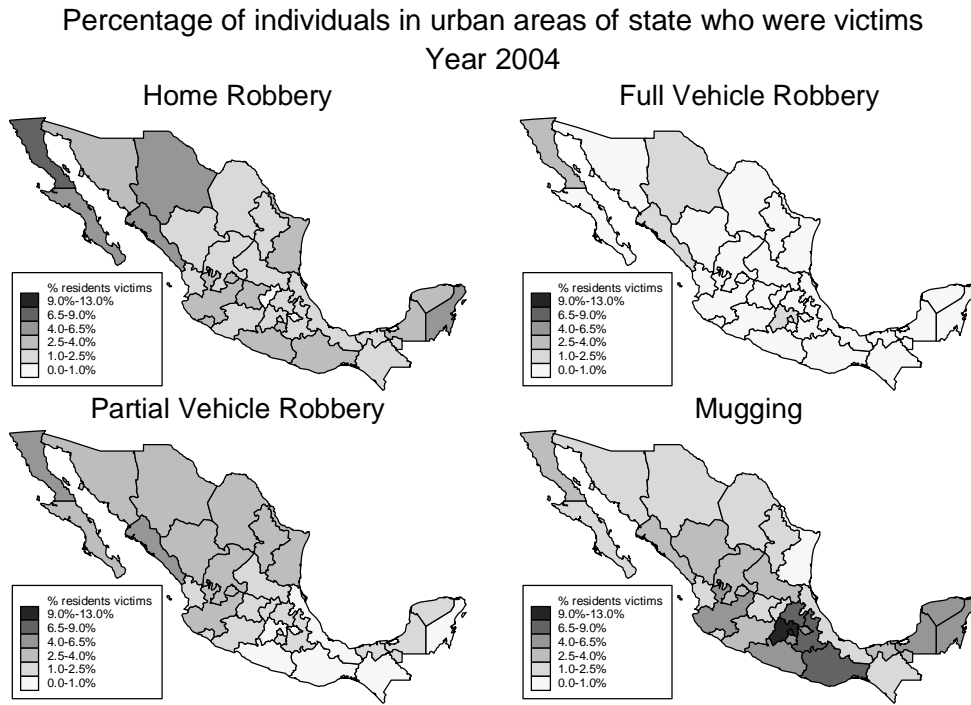 Percentage of individuals in urban areas of state who were victims
Year 2004
Home Robbery
% residents victims
9.0%-13.0%
6.5-9.0%
4.0-6.5%
2.5-4.0%
1.0-2.5%
0.0-1.0%
Full Vehicle Robbery
% residents victims
9.0%-13.0%
6.5-9.0%
4.0-6.5%
2.5-4.0%
1.0-2.5%
0.0-1.0%
Partial Vehicle Robbery
% residents victims
9.0%-13.0%
6.5-9.0%
4.0-6.5%
2.5-4.0%
1.0-2.5%
0.0-1.0%
Mugging
% residents victims
9.0%-13.0%
6.5-9.0%
4.0-6.5%
2.5-4.0%
1.0-2.5%
0.0-1.0%